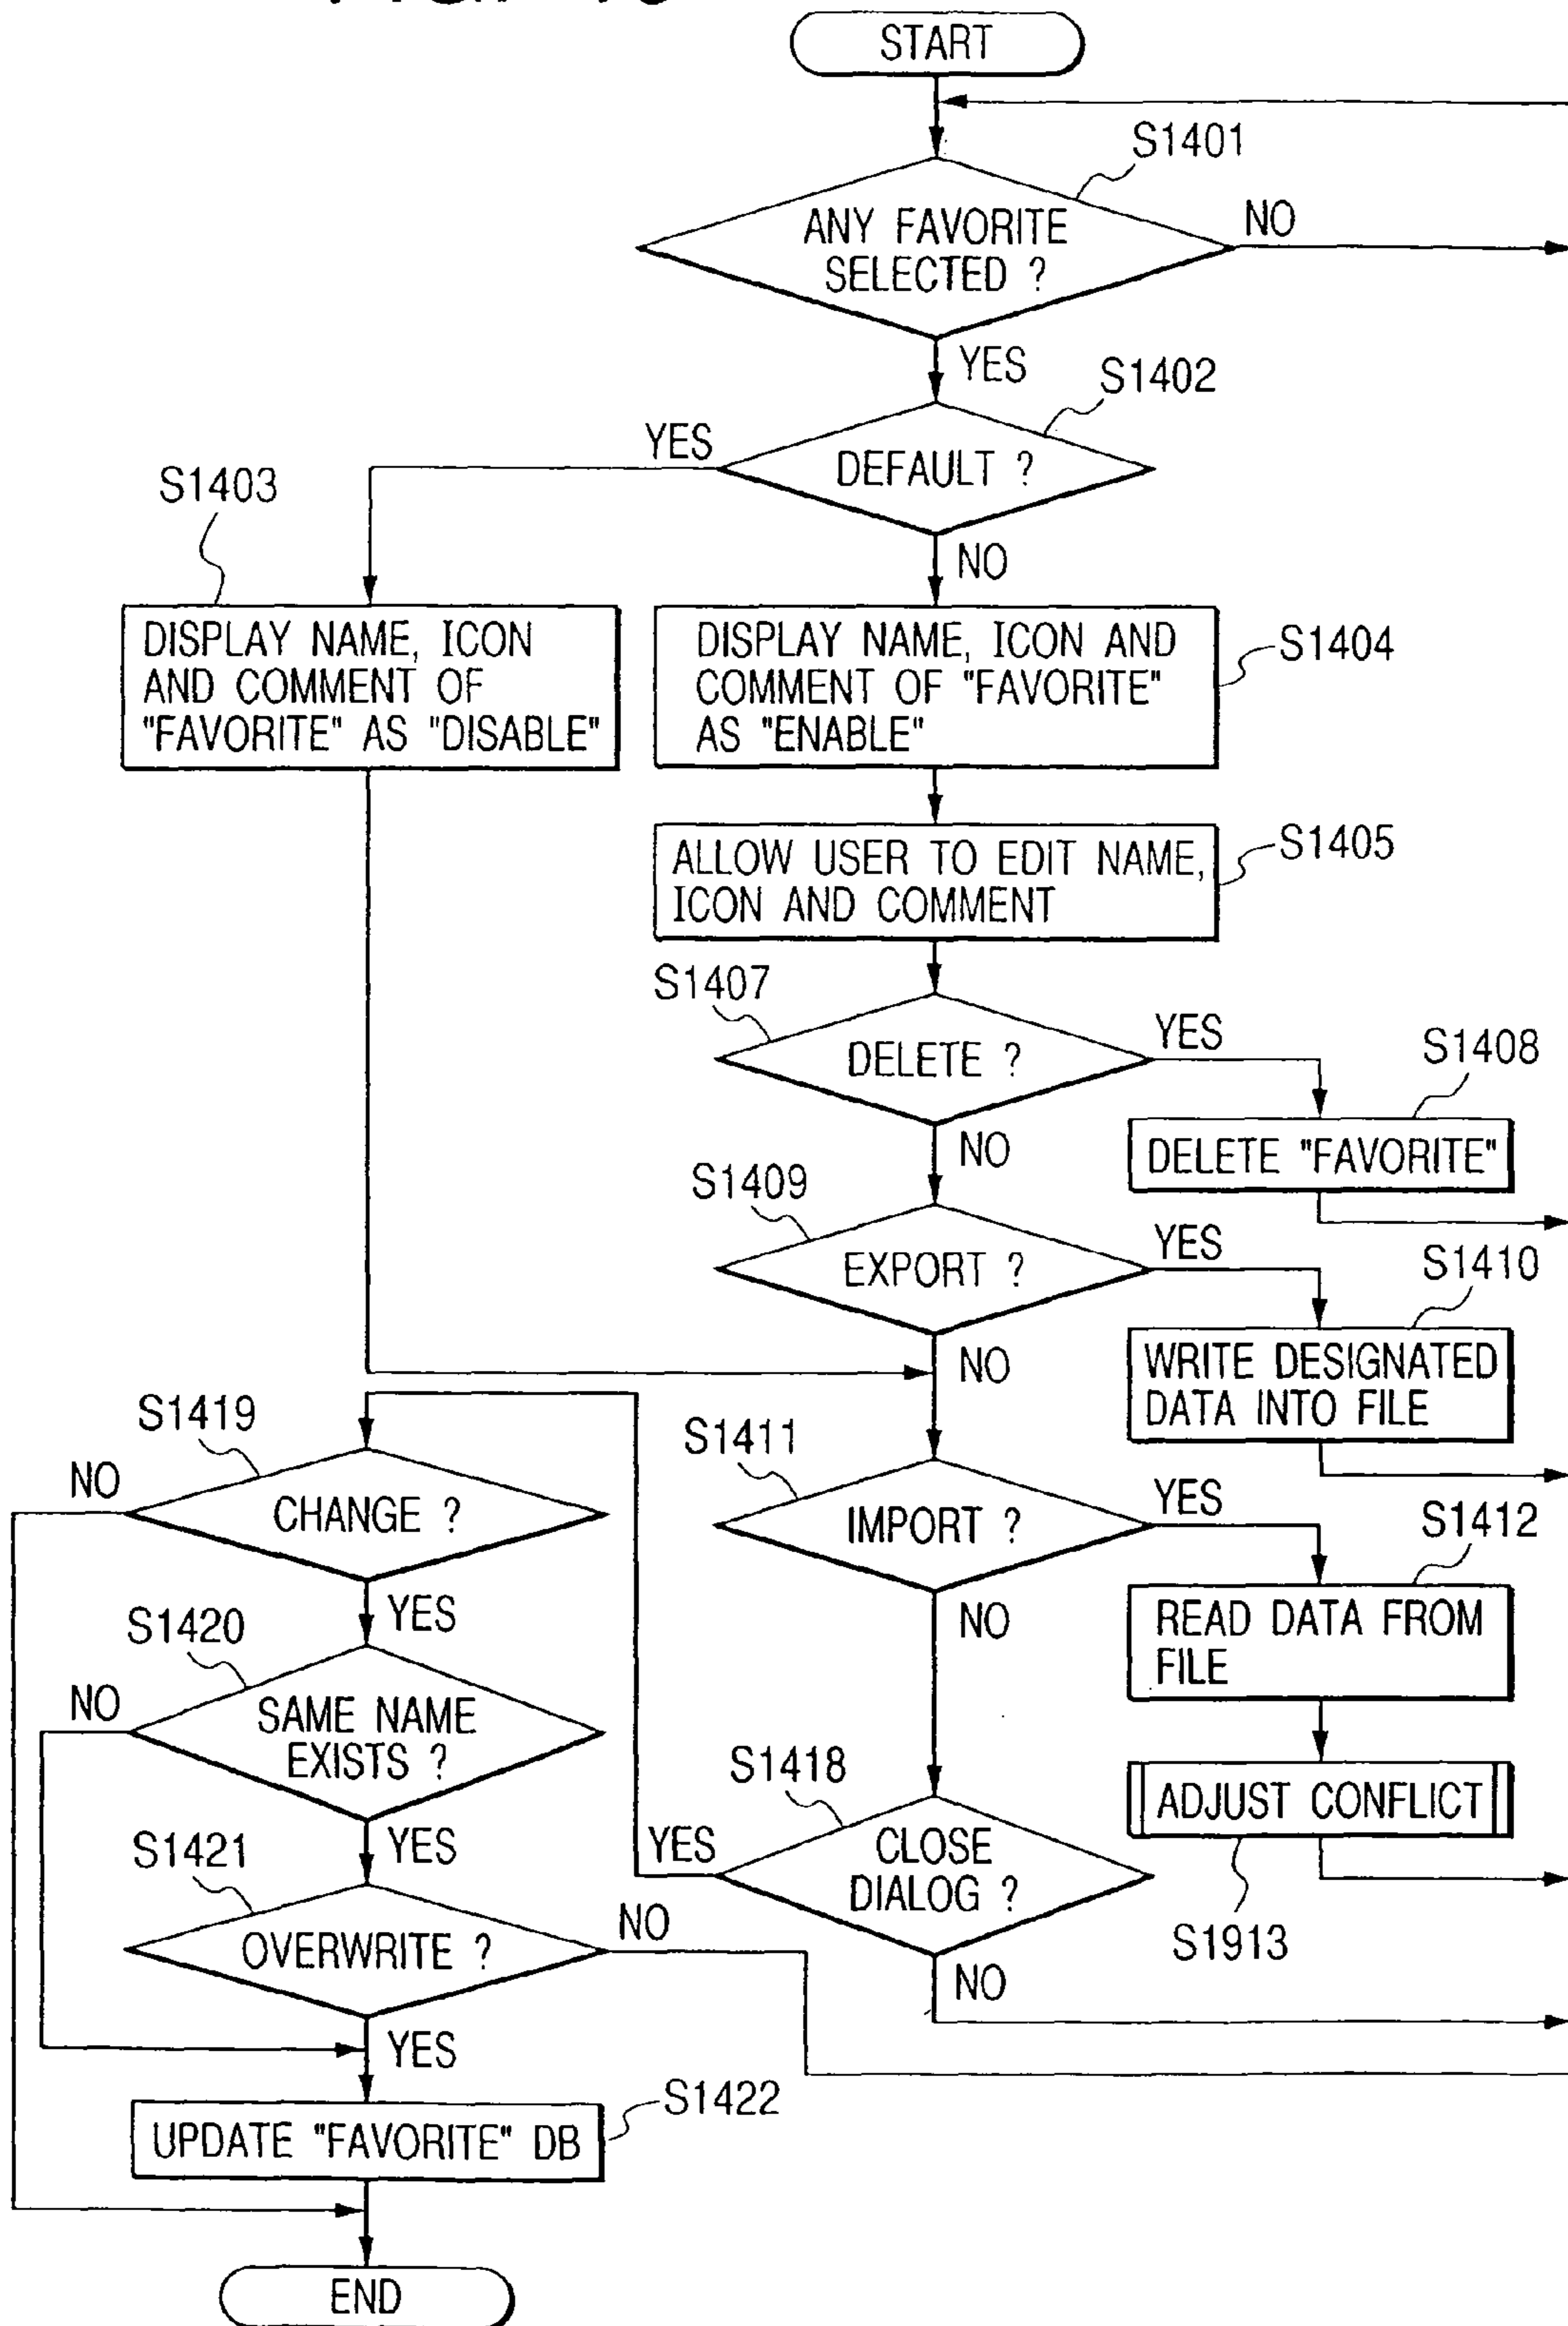 START
S1401
ANY FAVORITE
SELECTED ?
NO
YES
S1402
YES
DEFAULT ?
S1403
NO
DISPLAY NAME, ICON
AND COMMENT OF
"FAVORITE" AS "DISABLE"
DISPLAY NAME, ICON AND
COMMENT OF "FAVORITE"
AS "ENABLE"
S1404
ALLOW USER TO EDIT NAME,
ICON AND COMMENT
S1405
S1407
DELETE ?
YES
S1408
NO
DELETE "FAVORITE"
S1409
EXPORT ?
YES
S1410
NO
WRITE DESIGNATED
DATA INTO FILE
S1419
NO
CHANGE ?
S1411
IMPORT ?
YES
S1412
YES
NO
READ DATA FROM
FILE
S1420
NO
SAME NAME
EXISTS ?
S1418
ADJUST CONFLICT
YES
YES
CLOSE
DIALOG ?
S1421
S1913
OVERWRITE ?
NO
NO
YES
S1422
UPDATE "FAVORITE" DB
END